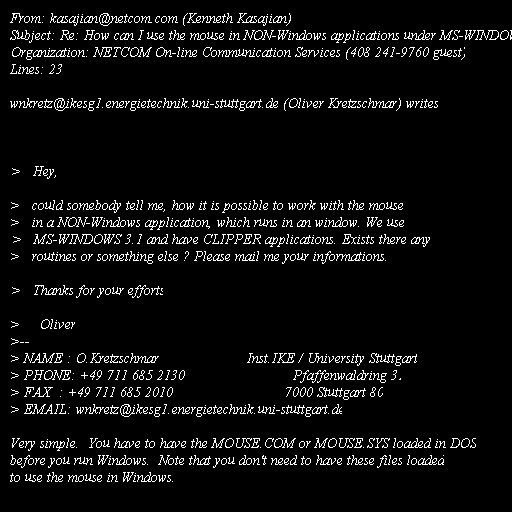 From: kasajian@netcom.com (Kenneth Kasajian)
Subject: Re: How can I use the mouse in NON-Windows applications under MS-WINDOW
Organization: NETCOM On-line Communication Services (408 241-9760 guest)
Lines: 23
wnkretz@ikesg1.energietechnik.uni-stuttgart.de (Oliver Kretzschmar) writes
> Hey,
> could somebody tell me, how it is possible to work with the mouse
> in a NON-Windows application, which runs in an window. We use
> MS-WINDOWS 3.1 and have CLIPPER applications. Exists there any
> routines or something else ? Please mail me your informations.
> Thanks for your efforts
> Oliver
>--
> NAME : O.Kretzschmar Inst.IKE / University Stuttgart
> PHONE: +49 711 685 2130 Pfaffenwaldring 31
> FAX : +49 711 685 2010 7000 Stuttgart 80
> EMAIL: wnkretz@ikesg1.energietechnik.uni-stuttgart.de
Very simple. You have to have the MOUSE.COM or MOUSE.SYS loaded in DOS
before you run Windows. Note that you don't need to have these files loaded
to use the mouse in Windows.